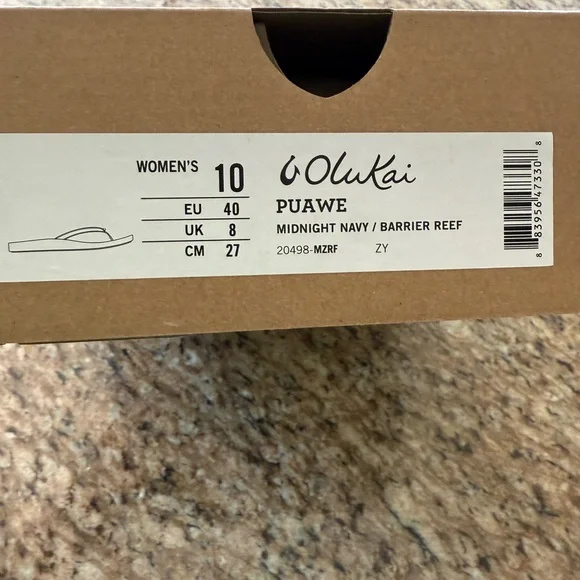 WOMEN'S 10
EU 40
UK 8
CM 27
OluKai
PUAWE
MIDNIGHT NAVY / BARRIER REEF
20498-MZRF ZY
8 83956 47330 8